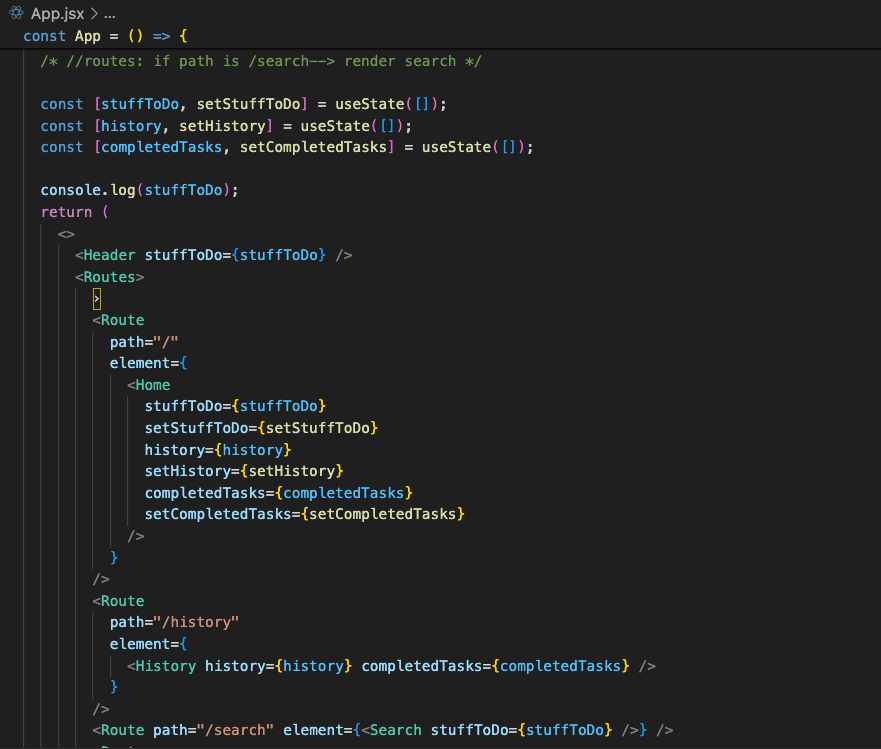 App.jsx > ...
const App = () => {
/* //routes: if path is /search--> render search */
const [stuffToDo, setStuffToDo] = useState([]);
const [history, setHistory] = useState([]);
const [completedTasks, setCompletedTasks] = useState([]);
console.log(stuffToDo);
return (
<>
<Header stuffToDo={stuffToDo} />
<Routes>
›
<Route
path="/"
element={
<Home
stuffToDo={stuffToDo}
setStuffToDo={setStuffToDo}
history={history}
setHistory={setHistory}
completedTasks={completedTasks}
setCompletedTasks={setCompletedTasks}
/>
}
/>
<Route
path="/history"
element={
<History history={history} completedTasks={completedTasks} />
}
/>
<Route path="/search" element={<Search stuffToDo={stuffToDo} />} />